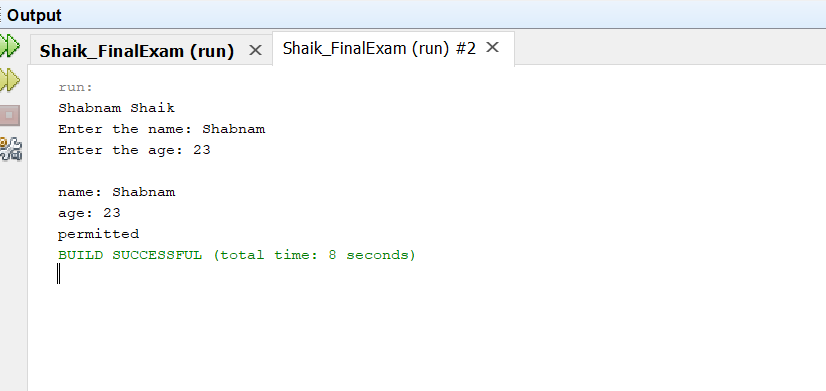 Output
Shaik_FinalExam (run) × Shaik_FinalExam (run) #2 ×
run:
Shabnam Shaik
Enter the name: Shabnam
Enter the age: 23
name: Shabnam
age: 23
permitted
BUILD SUCCESSFUL (total time: 8 seconds)